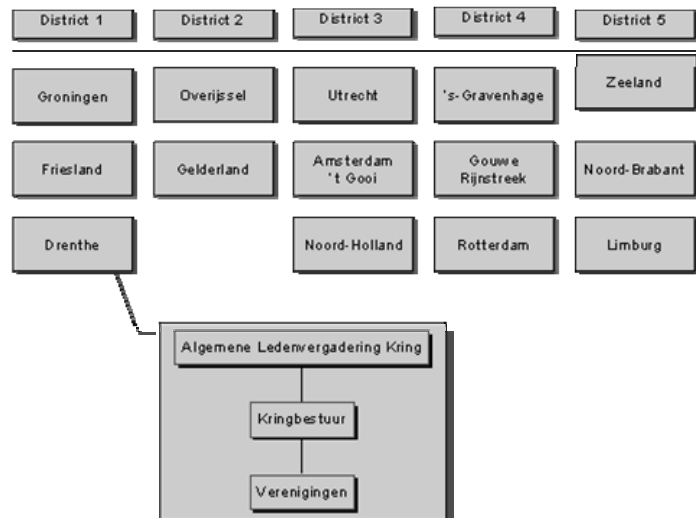 District 1
District 2
District 3
District 4
District 5
Groningen
Overijssel
Utrecht
's-Gravenhage
Zeeland
Friesland
Gelderland
Amsterdam
't Gooi
Gouwe
Rijnstreek
Noord-Brabant
Drenthe
Noord-Holland
Rotterdam
Limburg
Algemene Ledenvergadering Kring
Kringbestuur
Verenigingen